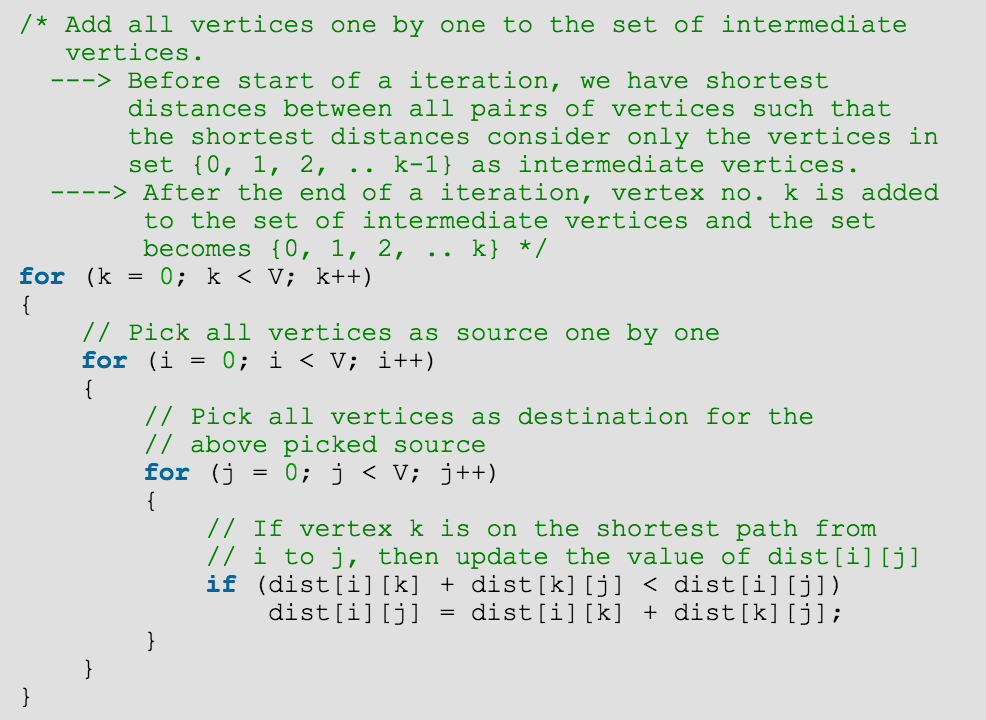 /* Add all vertices one by one to the set of intermediate
   vertices.
  ---> Before start of a iteration, we have shortest
       distances between all pairs of vertices such that
       the shortest distances consider only the vertices in
       set {0, 1, 2, .. k-1} as intermediate vertices.
  ----> After the end of a iteration, vertex no. k is added
        to the set of intermediate vertices and the set
        becomes {0, 1, 2, .. k} */
for (k = 0; k < V; k++)
{
    // Pick all vertices as source one by one
    for (i = 0; i < V; i++)
    {
        // Pick all vertices as destination for the
        // above picked source
        for (j = 0; j < V; j++)
        {
            // If vertex k is on the shortest path from
            // i to j, then update the value of dist[i][j]
            if (dist[i][k] + dist[k][j] < dist[i][j])
                dist[i][j] = dist[i][k] + dist[k][j];
        }
    }
}